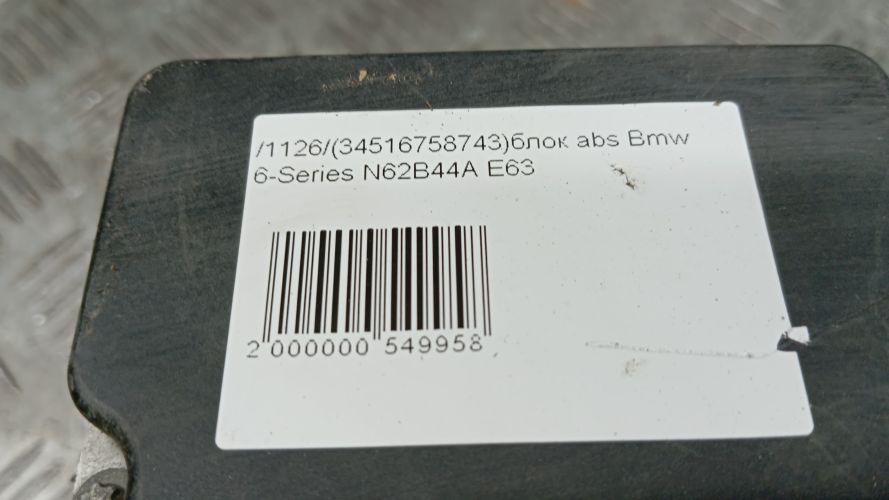 /1126/(34516758743)блок abs Bmw
6-Series N62B44A E63
2 000000 549958